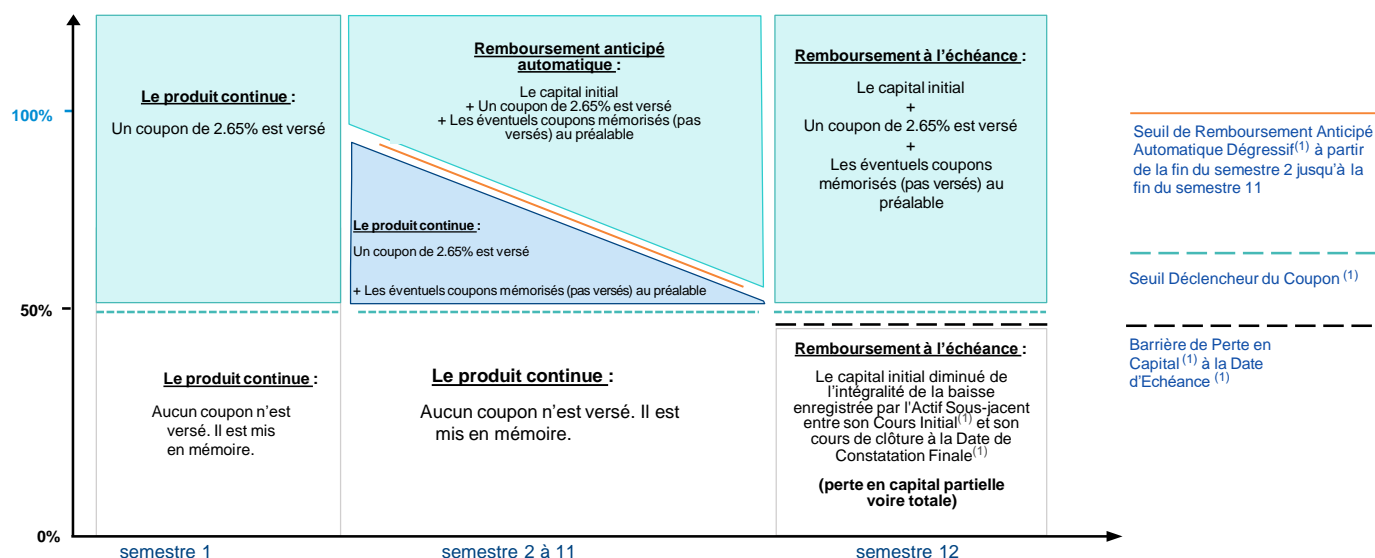 100%
50%
0%
Le produit continue :
Un coupon de 2.65% est versé
Le produit continue :
Aucun coupon n'est
versé. Il est mis
en mémoire.
semestre 1
Remboursement anticipé
automatique :
Le capital initial
+ Un coupon de 2.65% est versé
+ Les éventuels coupons mémorisés (pas
versés) au préalable
Le produit continue :
Un coupon de 2.65% est versé
+ Les éventuels coupons mémorisés (pas versés) au préalable
Le produit continue :
Aucun coupon n'est versé. Il est
mis en mémoire.
semestre 2 à 11
Remboursement à l'échéance :
Le capital initial
+
Un coupon de 2.65% est versé
+
Les éventuels coupons
mémorisés (pas versés) au
préalable
Remboursement à l'échéance :
Le capital initial diminué de
l'intégralité de la baisse
enregistrée par l'Actif Sous-jacent
entre son Cours Initial(1) et son
cours de clôture à la Date de
Constatation Finale(1)
(perte en capital partielle
voire totale)
semestre 12
Seuil de Remboursement Anticipé
Automatique Dégressif(1) à partir
de la fin du semestre 2 jusqu'à la
fin du semestre 11
Seuil Déclencheur du Coupon (1)
Barrière de Perte en
Capital (1) à la Date
d'Echéance (1)